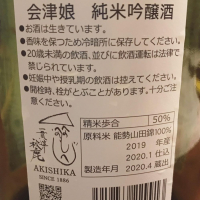 会津娘　純米吟醸酒
●お酒は生きています。
●香味を保つため冷暗所に保存してください。
●20歳未満の飲酒、並びに飲酒運転は法律で
禁じられています。
●妊娠中や授乳期の飲酒は控えてください。
●開栓時、栓がとぶことがあります。十分に
注意してください。
精米歩合 50%
原料米 能勢山田錦100%
2019 年産
2020.1 仕込
製造年月 2020.4 蔵出
AKISHIKA
SINCE 1886